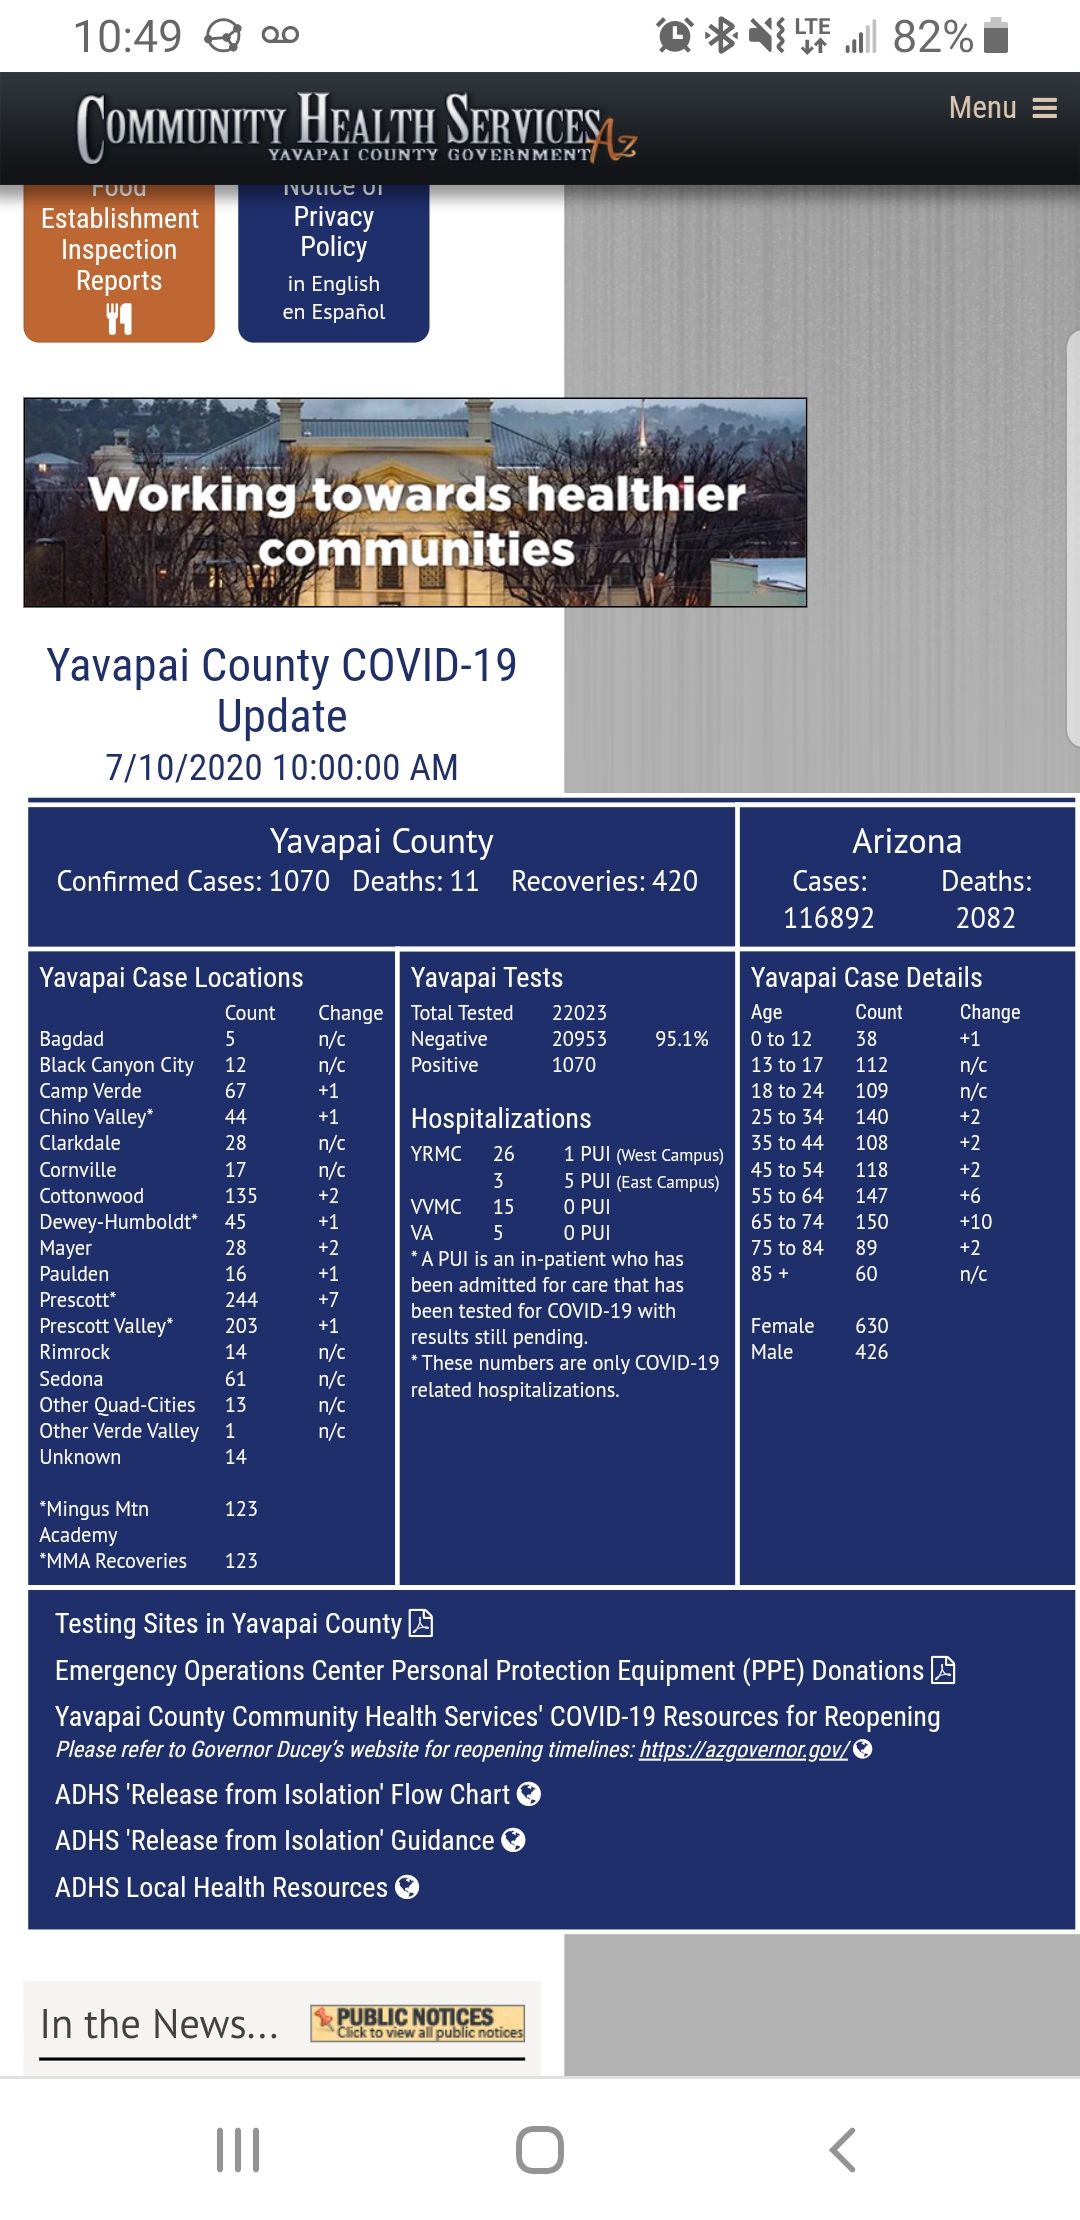 10:49
LTE
82%
COMMUNITY HEALTH SERVICES Az
YAVAPAI COUNTY GOVERNMENT
Menu
Food
Establishment
Inspection
Reports
Notice of
Privacy
Policy
in English
en Español
Working towards healthier
communities
Yavapai County COVID-19
Update
7/10/2020 10:00:00 AM
Yavapai County
Confirmed Cases: 1070 Deaths: 11 Recoveries: 420
Arizona
Cases: Deaths:
116892 2082
Yavapai Case Locations
Count Change
Bagdad 5 n/c
Black Canyon City 12 n/c
Camp Verde 67 +1
Chino Valley* 44 +1
Clarkdale 28 n/c
Cornville 17 n/c
Cottonwood 135 +2
Dewey-Humboldt* 45 +1
Mayer 28 +2
Paulden 16 +1
Prescott* 244 +7
Prescott Valley* 203 +1
Rimrock 14 n/c
Sedona 61 n/c
Other Quad-Cities 13 n/c
Other Verde Valley 1 n/c
Unknown 14
*Mingus Mtn 123
Academy
*MMA Recoveries 123
Yavapai Tests
Total Tested 22023
Negative 20953 95.1%
Positive 1070
Hospitalizations
YRMC 26 1 PUI (West Campus)
3 5 PUI (East Campus)
VVMC 15 0 PUI
VA 5 0 PUI
* A PUI is an in-patient who has
been admitted for care that has
been tested for COVID-19 with
results still pending.
* These numbers are only COVID-19
related hospitalizations.
Yavapai Case Details
Age Count Change
0 to 12 38 +1
13 to 17 112 n/c
18 to 24 109 n/c
25 to 34 140 +2
35 to 44 108 +2
45 to 54 118 +2
55 to 64 147 +6
65 to 74 150 +10
75 to 84 89 +2
85 + 60 n/c
Female 630
Male 426
Testing Sites in Yavapai County
Emergency Operations Center Personal Protection Equipment (PPE) Donations
Yavapai County Community Health Services' COVID-19 Resources for Reopening
Please refer to Governor Ducey's website for reopening timelines: https://azgovernor.gov/
ADHS 'Release from Isolation' Flow Chart
ADHS 'Release from Isolation' Guidance
ADHS Local Health Resources
In the News...
PUBLIC NOTICES
Click to view all public notices